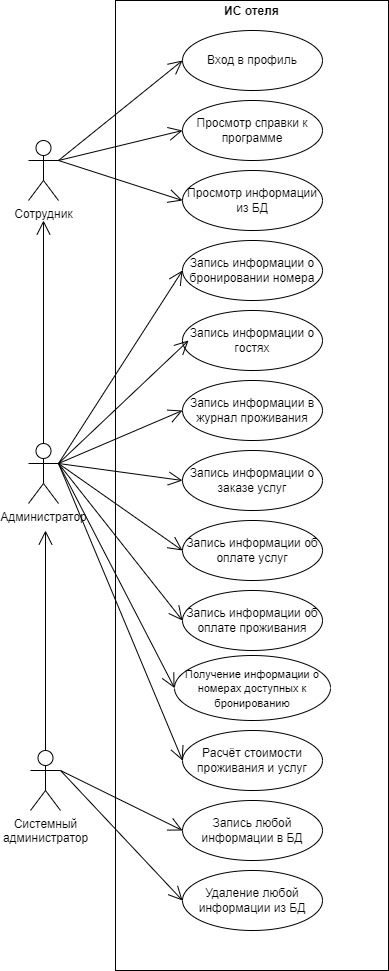 ИС отеля
Вход в профиль
Просмотр справки к
программе
Просмотр информации
из БД
Сотрудник
Запись информации о
бронировании номера
Запись информации о
гостях
Запись информации в
журнал проживания
Запись информации о
заказе услуг
Администратор
Запись информации об
оплате услуг
Запись информации об
оплате проживания
Получение информации о
номерах доступных к
бронированию
Расчёт стоимости
проживания и услуг
Системный
администратор
Запись любой
информации в БД
Удаление любой
информации из БД